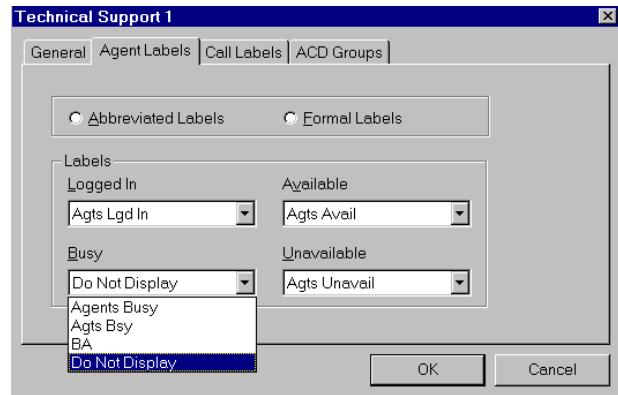 Technical Support 1
General Agent Labels Call Labels ACD Groups
Abbreviated Labels Formal Labels
Labels
Logged In Available
Agts Lgd In Agts Avail
Busy Unavailable
Do Not Display Agts Unavail
Agents Busy
Agts Bsy
BA
Do Not Display
OK Cancel